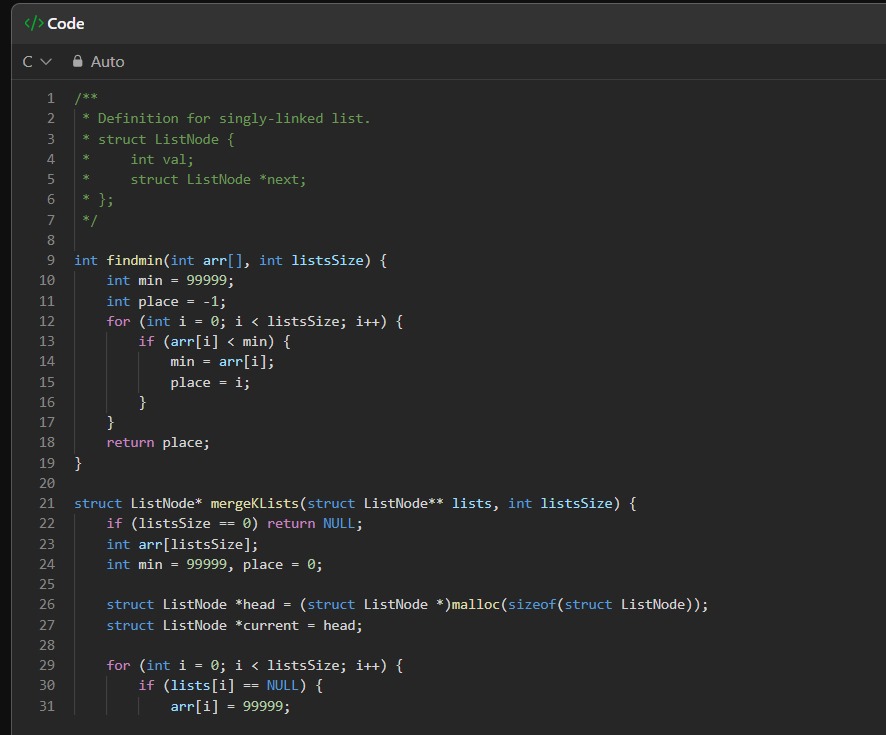 </> Code
C Auto
1 /**
2  * Definition for singly-linked list.
3  * struct ListNode {
4  *     int val;
5  *     struct ListNode *next;
6  * };
7  */
8
9 int findmin(int arr[], int listsSize) {
10     int min = 99999;
11     int place = -1;
12     for (int i = 0; i < listsSize; i++) {
13         if (arr[i] < min) {
14             min = arr[i];
15             place = i;
16         }
17     }
18     return place;
19 }
20
21 struct ListNode* mergeKLists(struct ListNode** lists, int listsSize) {
22     if (listsSize == 0) return NULL;
23     int arr[listsSize];
24     int min = 99999, place = 0;
25
26     struct ListNode *head = (struct ListNode *)malloc(sizeof(struct ListNode));
27     struct ListNode *current = head;
28
29     for (int i = 0; i < listsSize; i++) {
30         if (lists[i] == NULL) {
31             arr[i] = 99999;